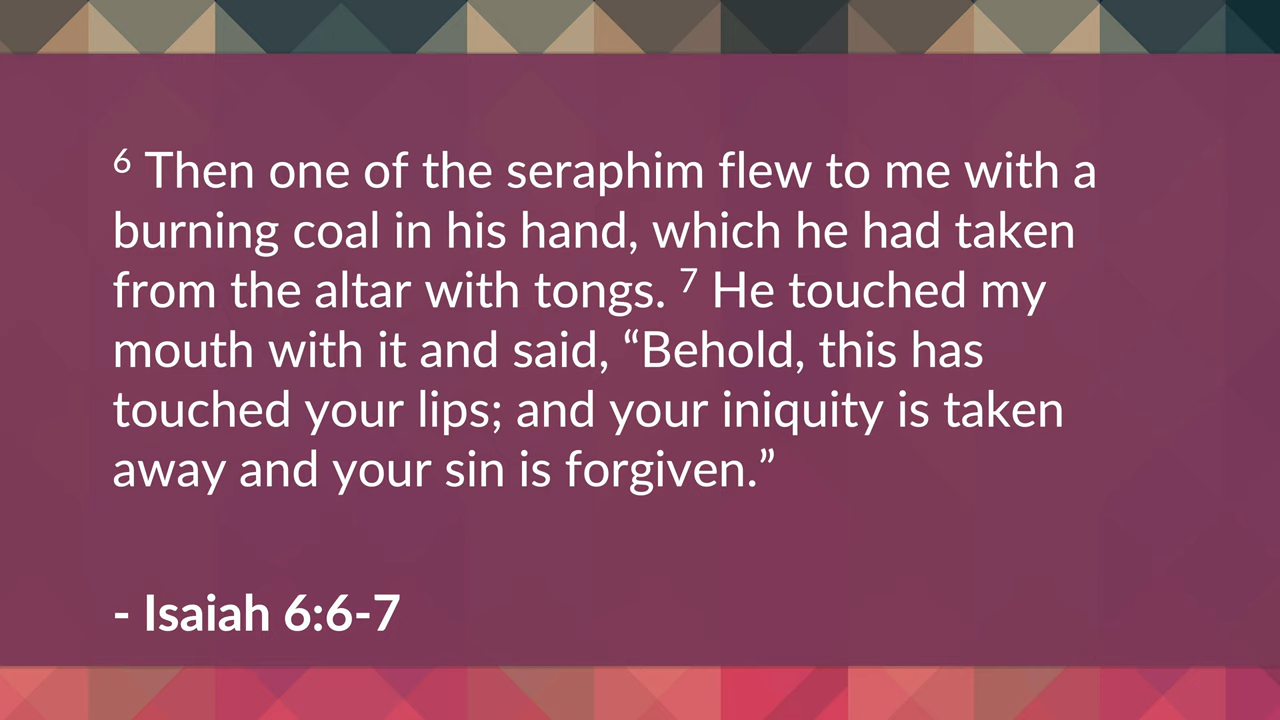 ⁶ Then one of the seraphim flew to me with a
burning coal in his hand, which he had taken
from the altar with tongs. ⁷ He touched my
mouth with it and said, “Behold, this has
touched your lips; and your iniquity is taken
away and your sin is forgiven.”
- Isaiah 6:6-7